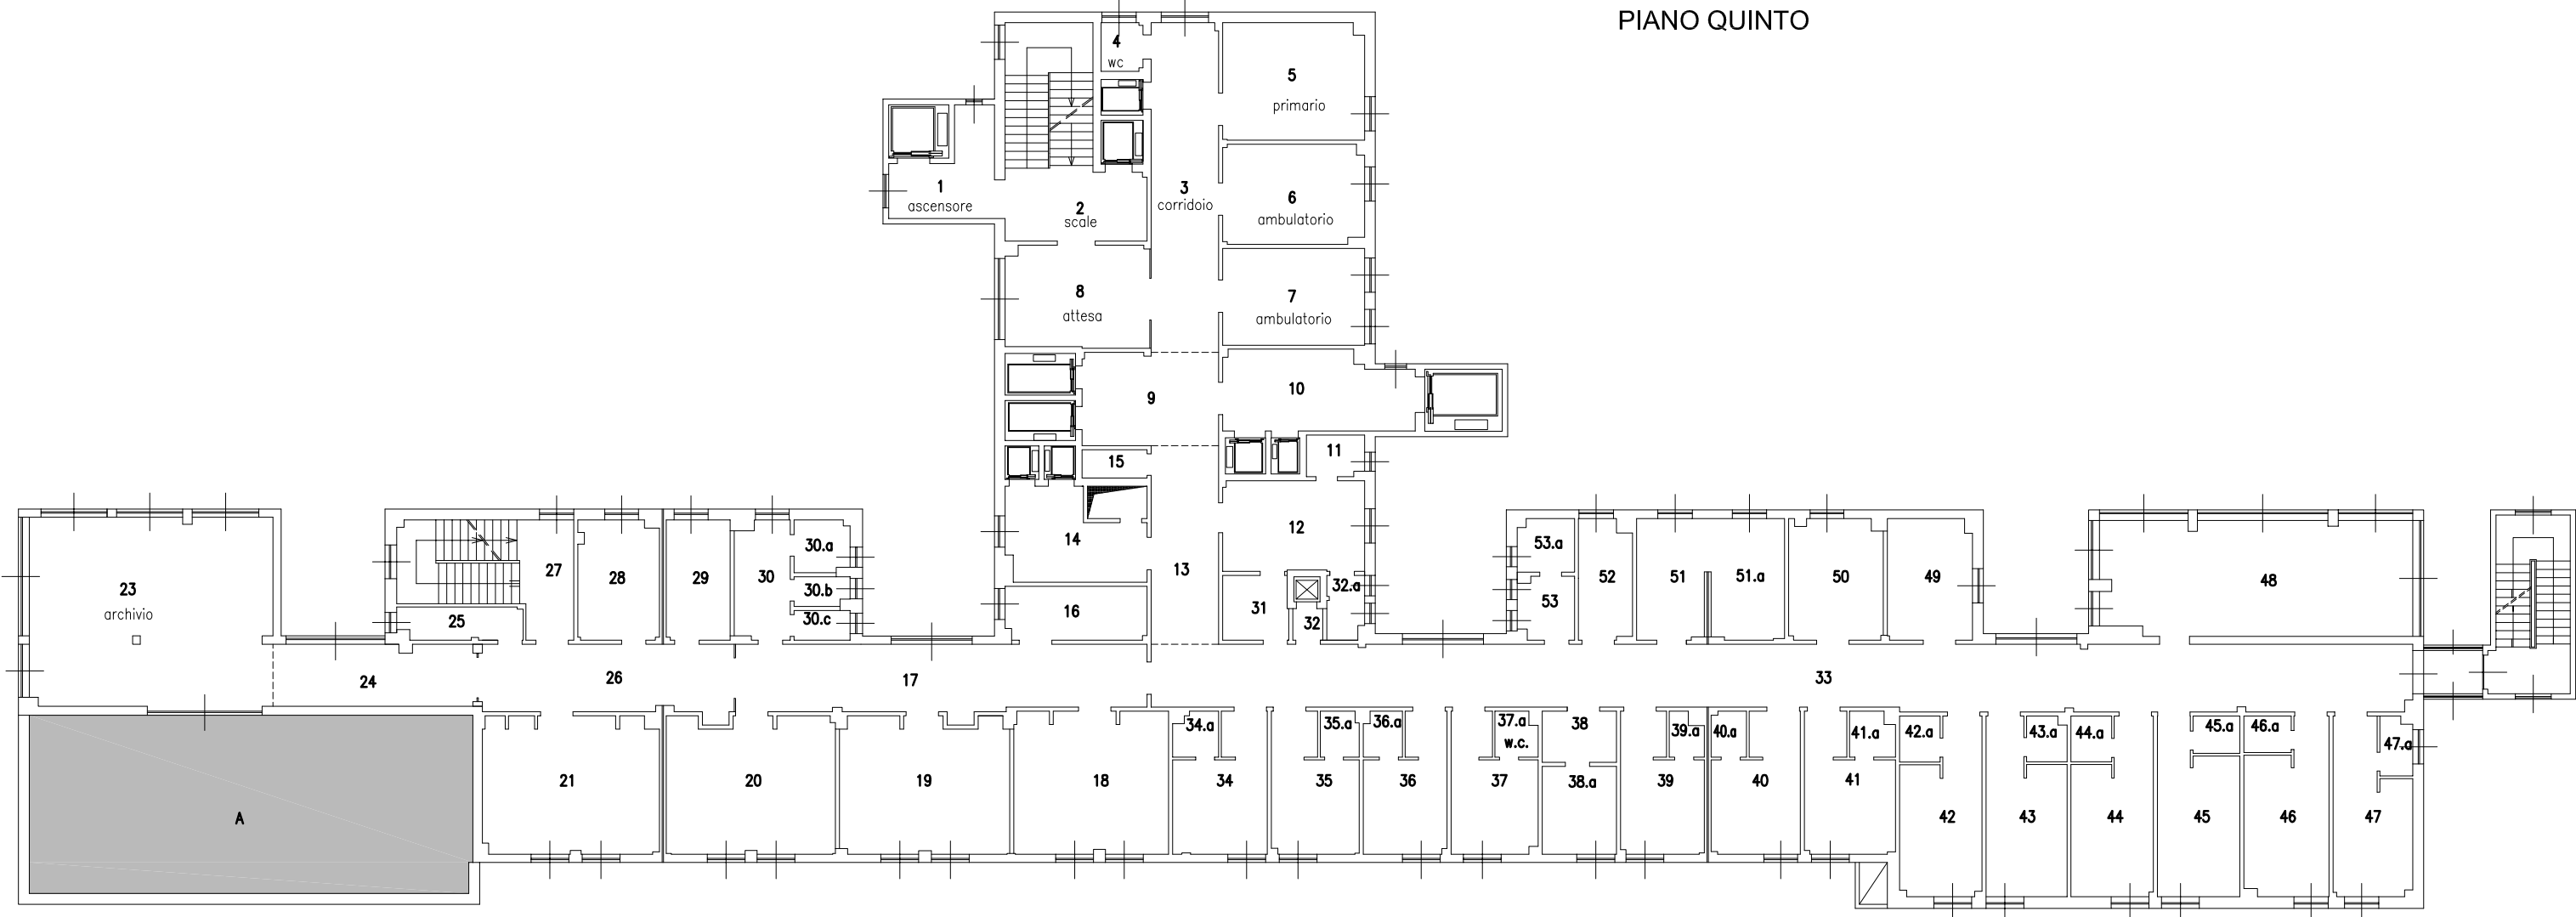 PIANO QUINTO
4
WC
5
primario
1
ascensore
2
scale
3
corridoio
6
ambulatorio
8
attesa
7
ambulatorio
9
10
11
15
12
14
13
16
31
32
32.a
23
archivio
24
25
27
28
29
30
30.a
30.b
30.c
26
17
53.a
53
52
51
51.a
50
49
48
33
A
21
20
19
18
34.a
34
35.a
35
36.a
36
37.a
w.c.
37
38
38.a
39.a
39
40.a
40
41.a
41
42.a
42
43.a
43
44.a
44
45.a
45
46.a
46
47.a
47